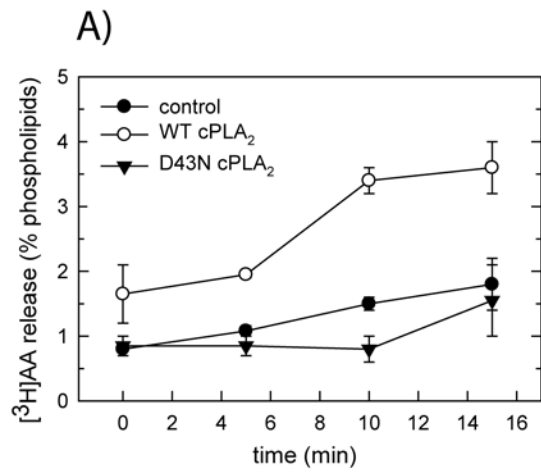 A)
5
4
3
2
1
0
[³H]AA release (% phospholipids)
control
WT cPLA₂
D43N cPLA₂
0 2 4 6 8 10 12 14 16
time (min)